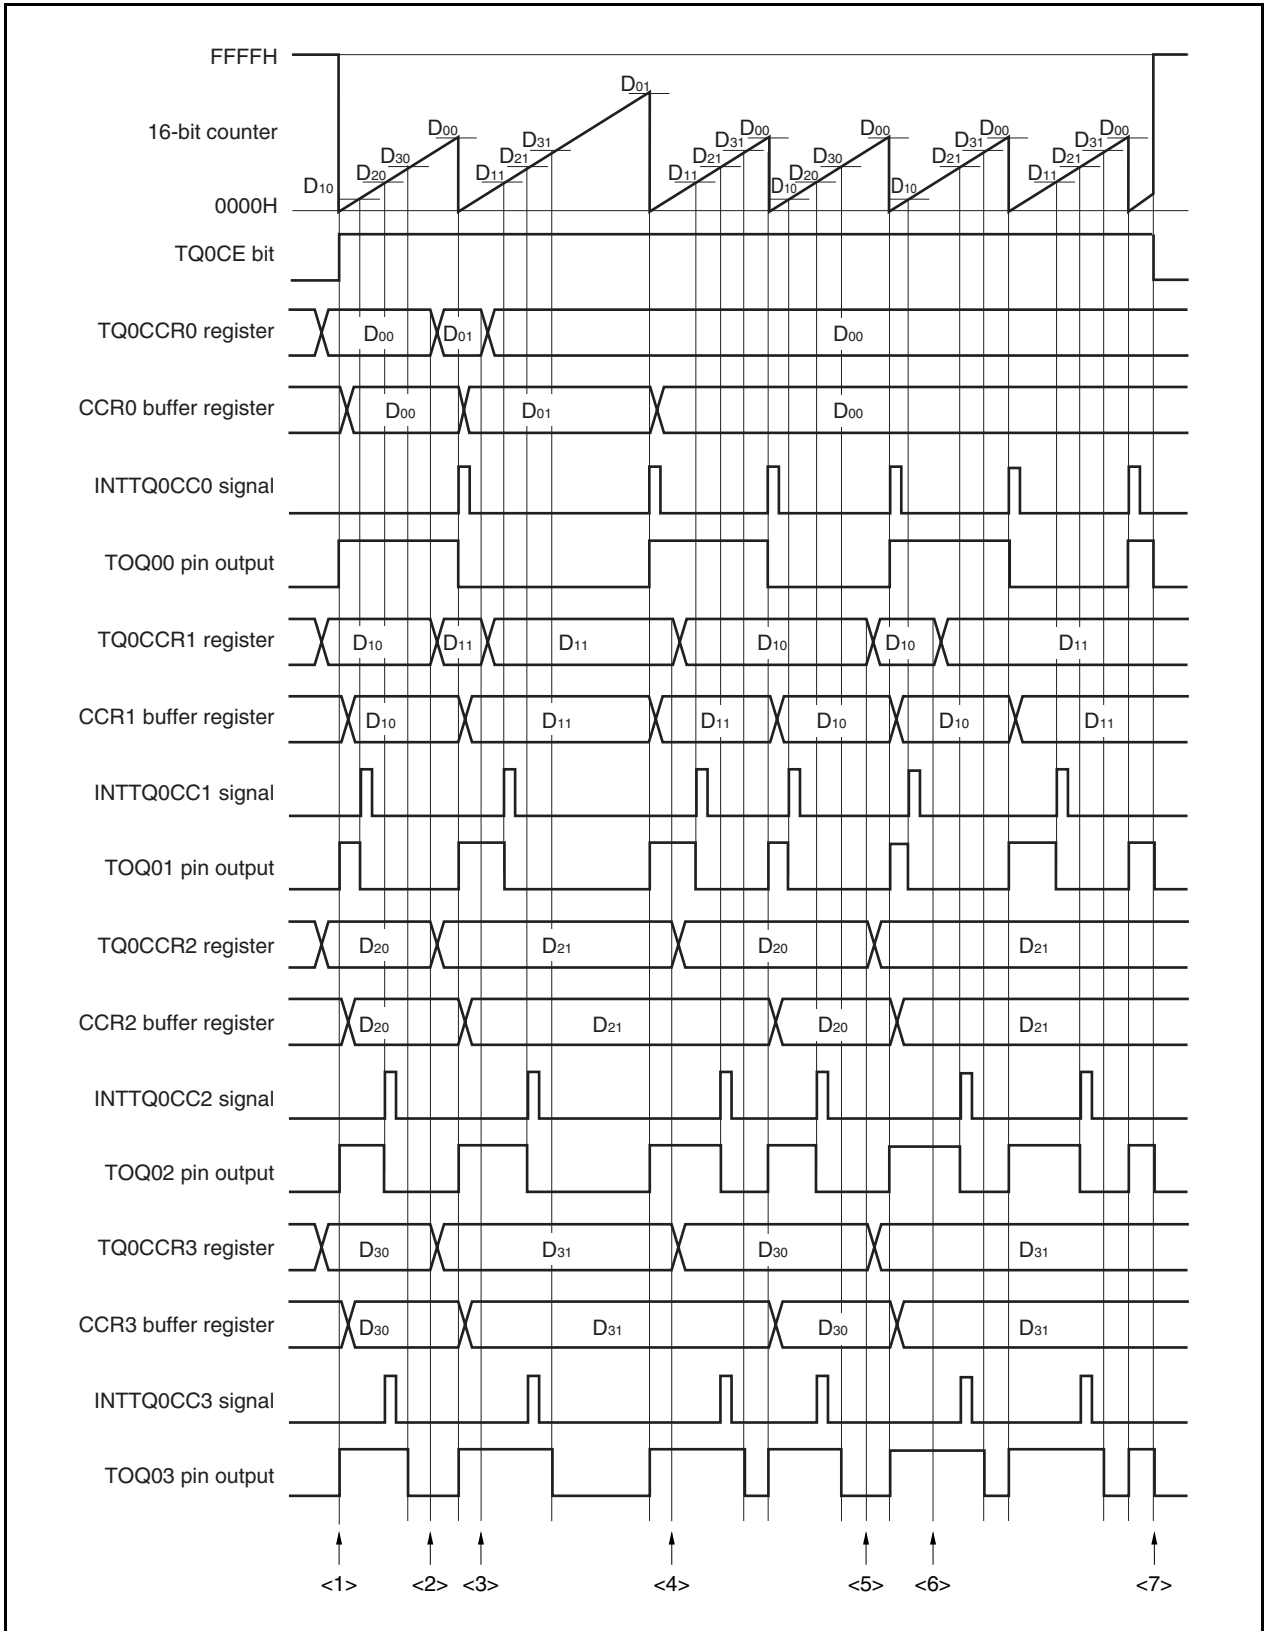 FFFFH
D01
16-bit counter
D00 D00 D00 D00 D00
D31 D31 D31 D31
D30 D21 D21 D30 D21 D21
D20 D11 D11 D20 D11
D10 D10 D10
0000H
TQ0CE bit
TQ0CCR0 register D00 D01 D00
CCR0 buffer register D00 D01 D00
INTTQ0CC0 signal
TOQ00 pin output
TQ0CCR1 register D10 D11 D11 D10 D10 D11
CCR1 buffer register D10 D11 D11 D10 D10 D11
INTTQ0CC1 signal
TOQ01 pin output
TQ0CCR2 register D20 D21 D20 D21
CCR2 buffer register D20 D21 D20 D21
INTTQ0CC2 signal
TOQ02 pin output
TQ0CCR3 register D30 D31 D30 D31
CCR3 buffer register D30 D31 D30 D31
INTTQ0CC3 signal
TOQ03 pin output
<1> <2> <3> <4> <5> <6> <7>